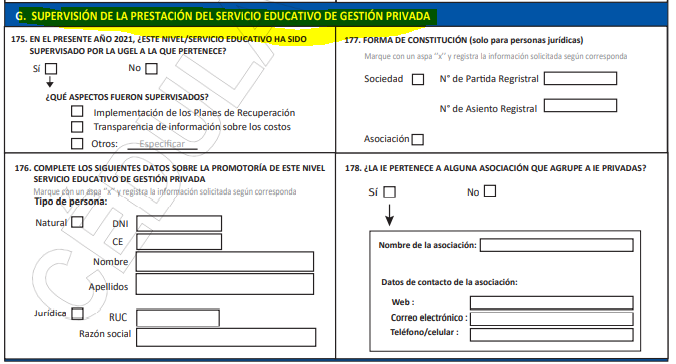 G. SUPERVISIÓN DE LA PRESTACIÓN DEL SERVICIO EDUCATIVO DE GESTIÓN PRIVADA
175. EN EL PRESENTE AÑO 2021, ¿ESTE NIVEL/SERVICIO EDUCATIVO HA SIDO
SUPERVISADO POR LA UGEL A LA QUE PERTENECE?
Sí
No
¿QUÉ ASPECTOS FUERON SUPERVISADOS?
Implementación de los Planes de Recuperación
Transparencia de información sobre los costos
Otros: Especificar
177. FORMA DE CONSTITUCIÓN (solo para personas jurídicas)
Marque con un aspa "x" y registra la información solicitada según corresponda
Sociedad
N° de Partida Regristral
N° de Asiento Registral
Asociación
176. COMPLETE LOS SIGUIENTES DATOS SOBRE LA PROMOTORÍA DE ESTE NIVEL
SERVICIO EDUCATIVO DE GESTIÓN PRIVADA
Marque con un aspa "x" y registra la información solicitada según corresponda
Tipo de persona:
Natural
DNI
CE
Nombre
Apellidos
Jurídica
RUC
Razón social
178. ¿LA IE PERTENECE A ALGUNA ASOCIACIÓN QUE AGRUPE A IE PRIVADAS?
Sí
No
Nombre de la asociación:
Datos de contacto de la asociación:
Web :
Correo electrónico :
Teléfono/celular :
CEDULA